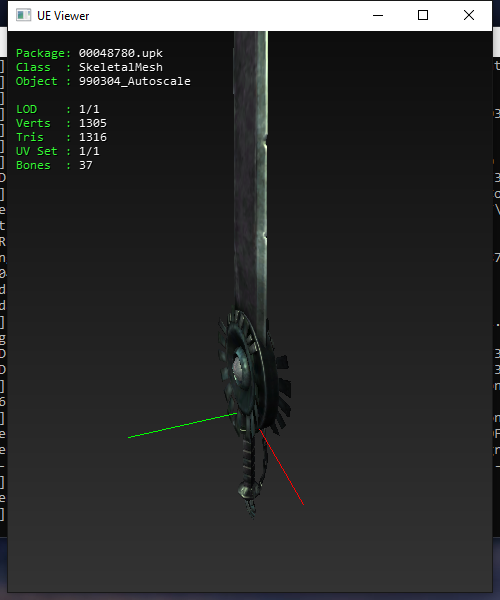 UE Viewer
Package: 00048780.upk
Class  : SkeletalMesh
Object : 990304_Autoscale
LOD    : 1/1
Verts  : 1305
Tris   : 1316
UV Set : 1/1
Bones  : 37